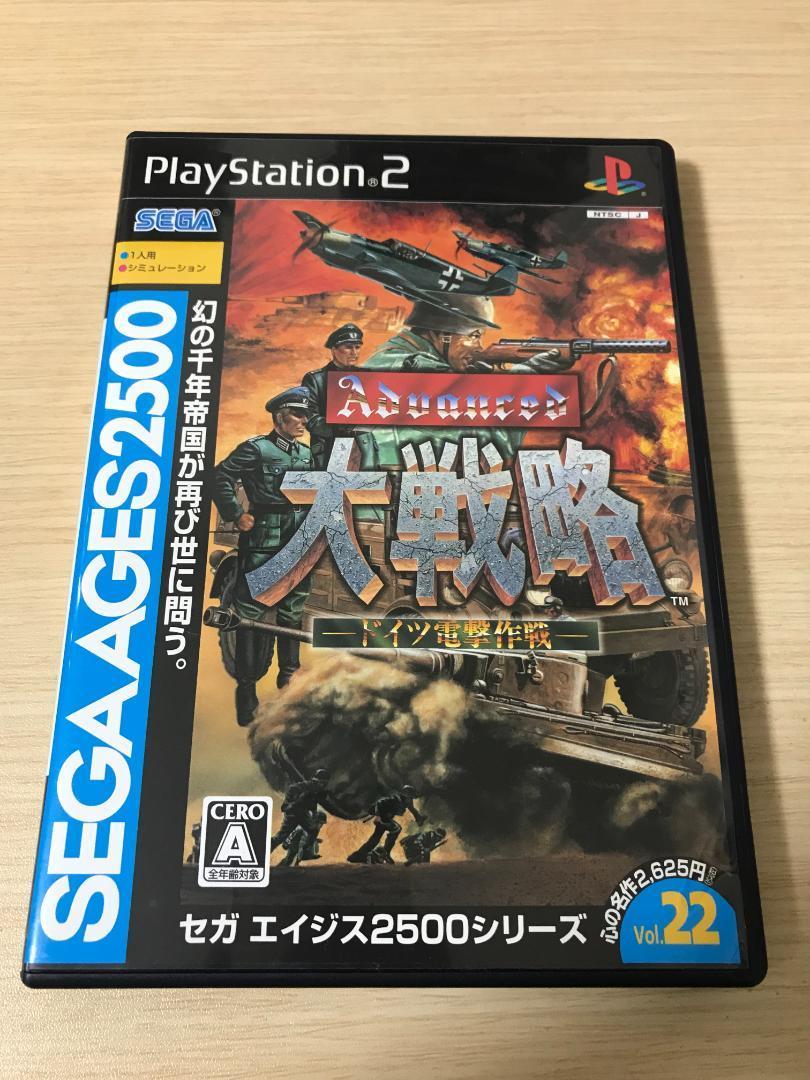 PlayStation®2
NTSC J
SEGA®
●1人用
●シミュレーション
SEGA AGES 2500
幻の千年帝国が再び世に問う。
Advanced
大戦略™
―ドイツ電撃作戦―
CERO
A
全年齢対象
セガ エイジス2500シリーズ
心の名作2,625円
Vol.22